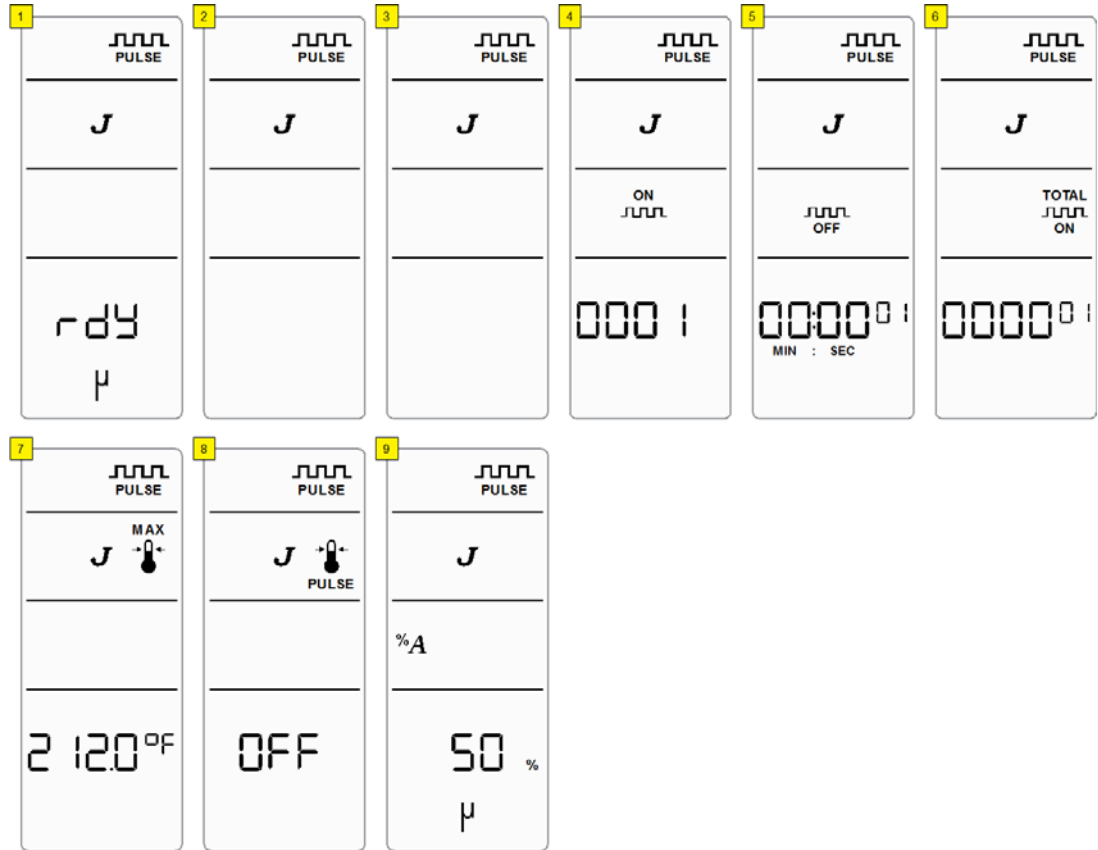 1
PULSE
J
rdy
μ
2
PULSE
J
3
PULSE
J
4
PULSE
J
ON
0001
5
PULSE
J
OFF
00:00 01
MIN : SEC
6
PULSE
J
TOTAL
ON
0000 01
7
PULSE
MAX
J
212.0°F
8
PULSE
J
PULSE
OFF
9
PULSE
J
%A
50 %
μ